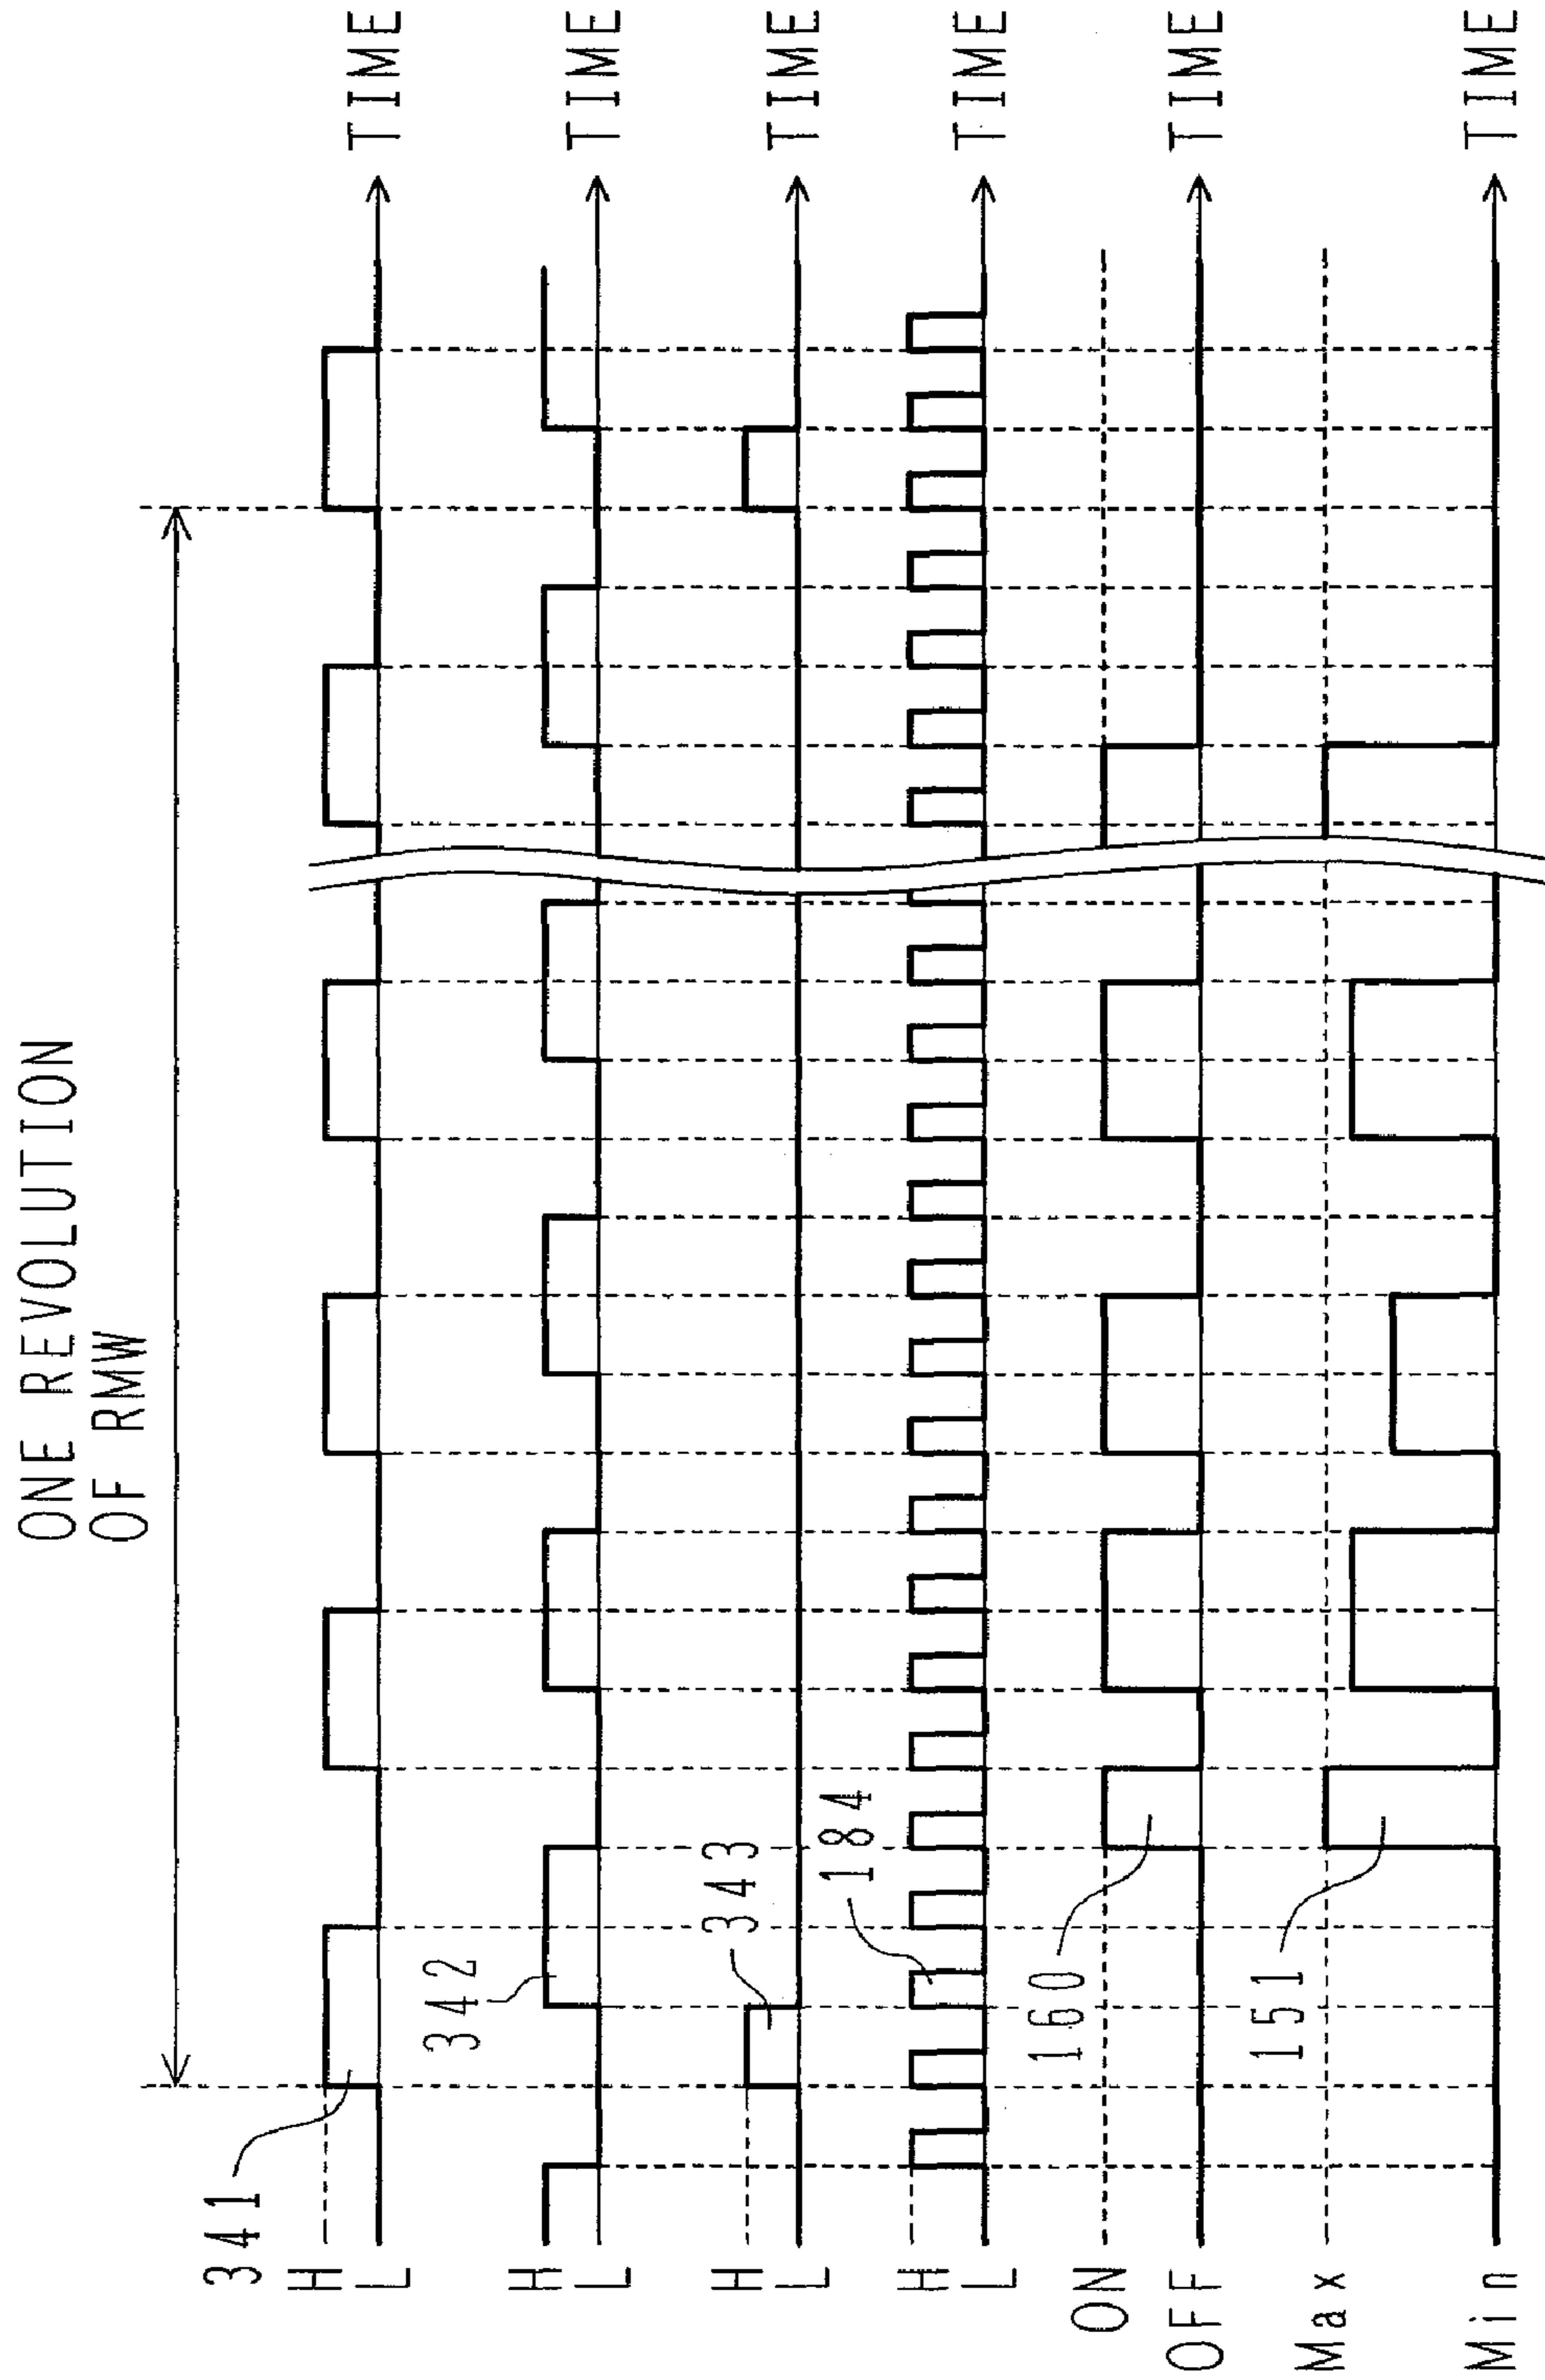 ONE REVOLUTION
OF RMW
341
H
L
TIME
342
H
L
TIME
343
H
L
TIME
184
H
L
TIME
160
ON
OFF
TIME
151
Max
Min
TIME